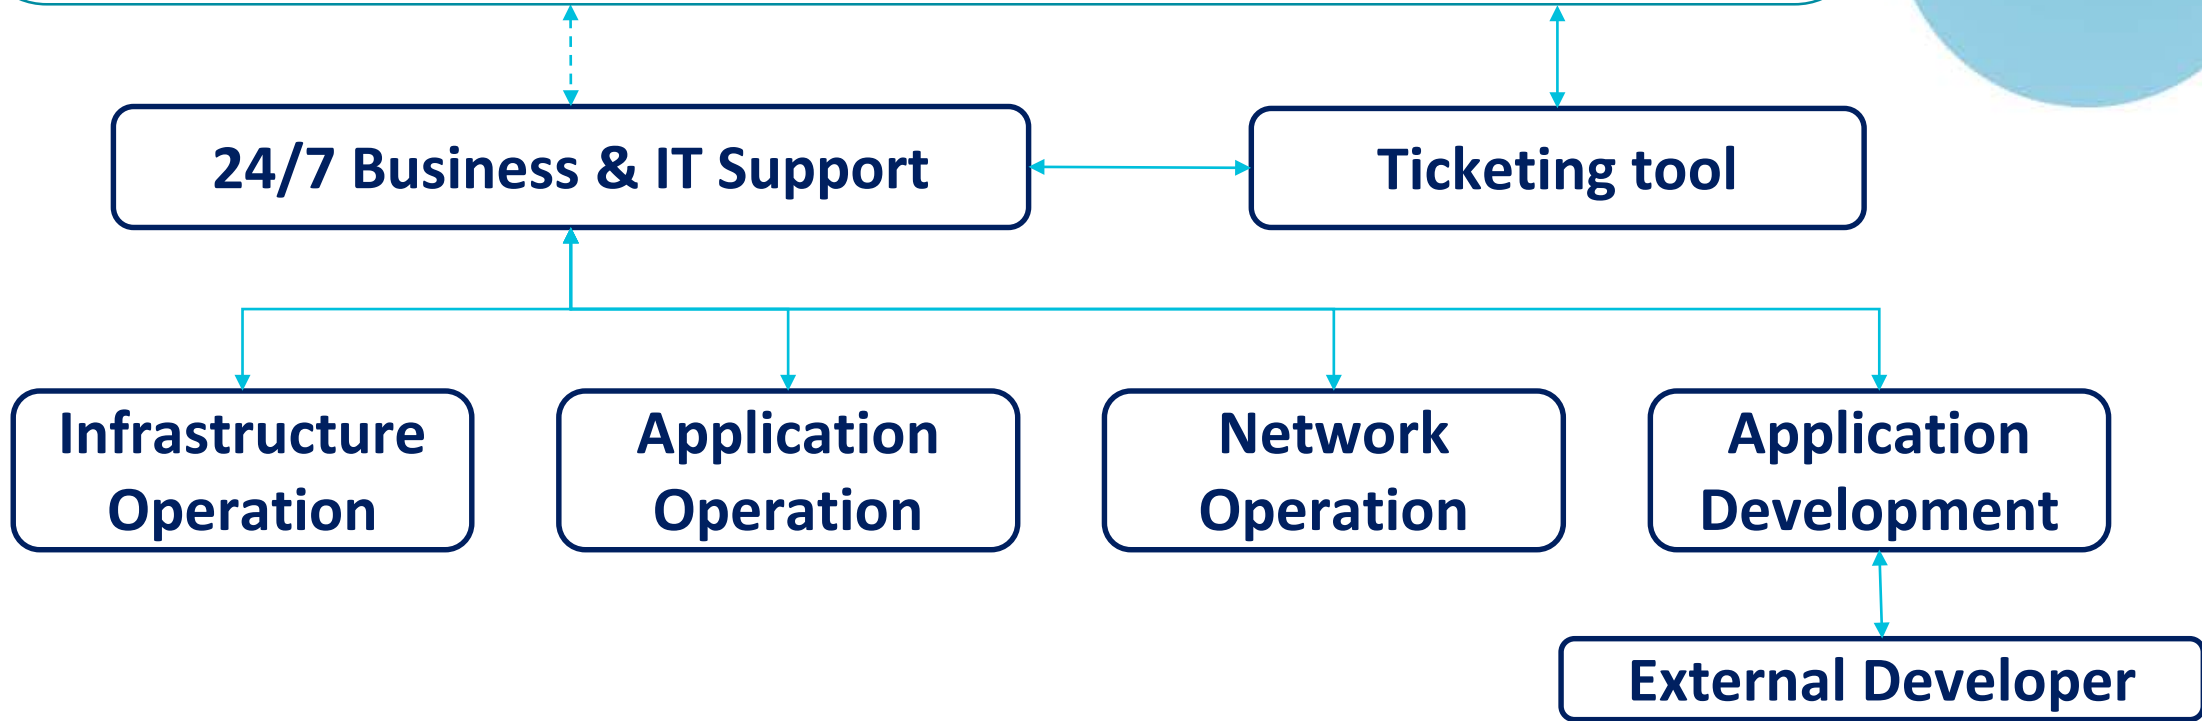 24/7 Business & IT Support
Ticketing tool
Infrastructure
Operation
Application
Operation
Network
Operation
Application
Development
External Developer